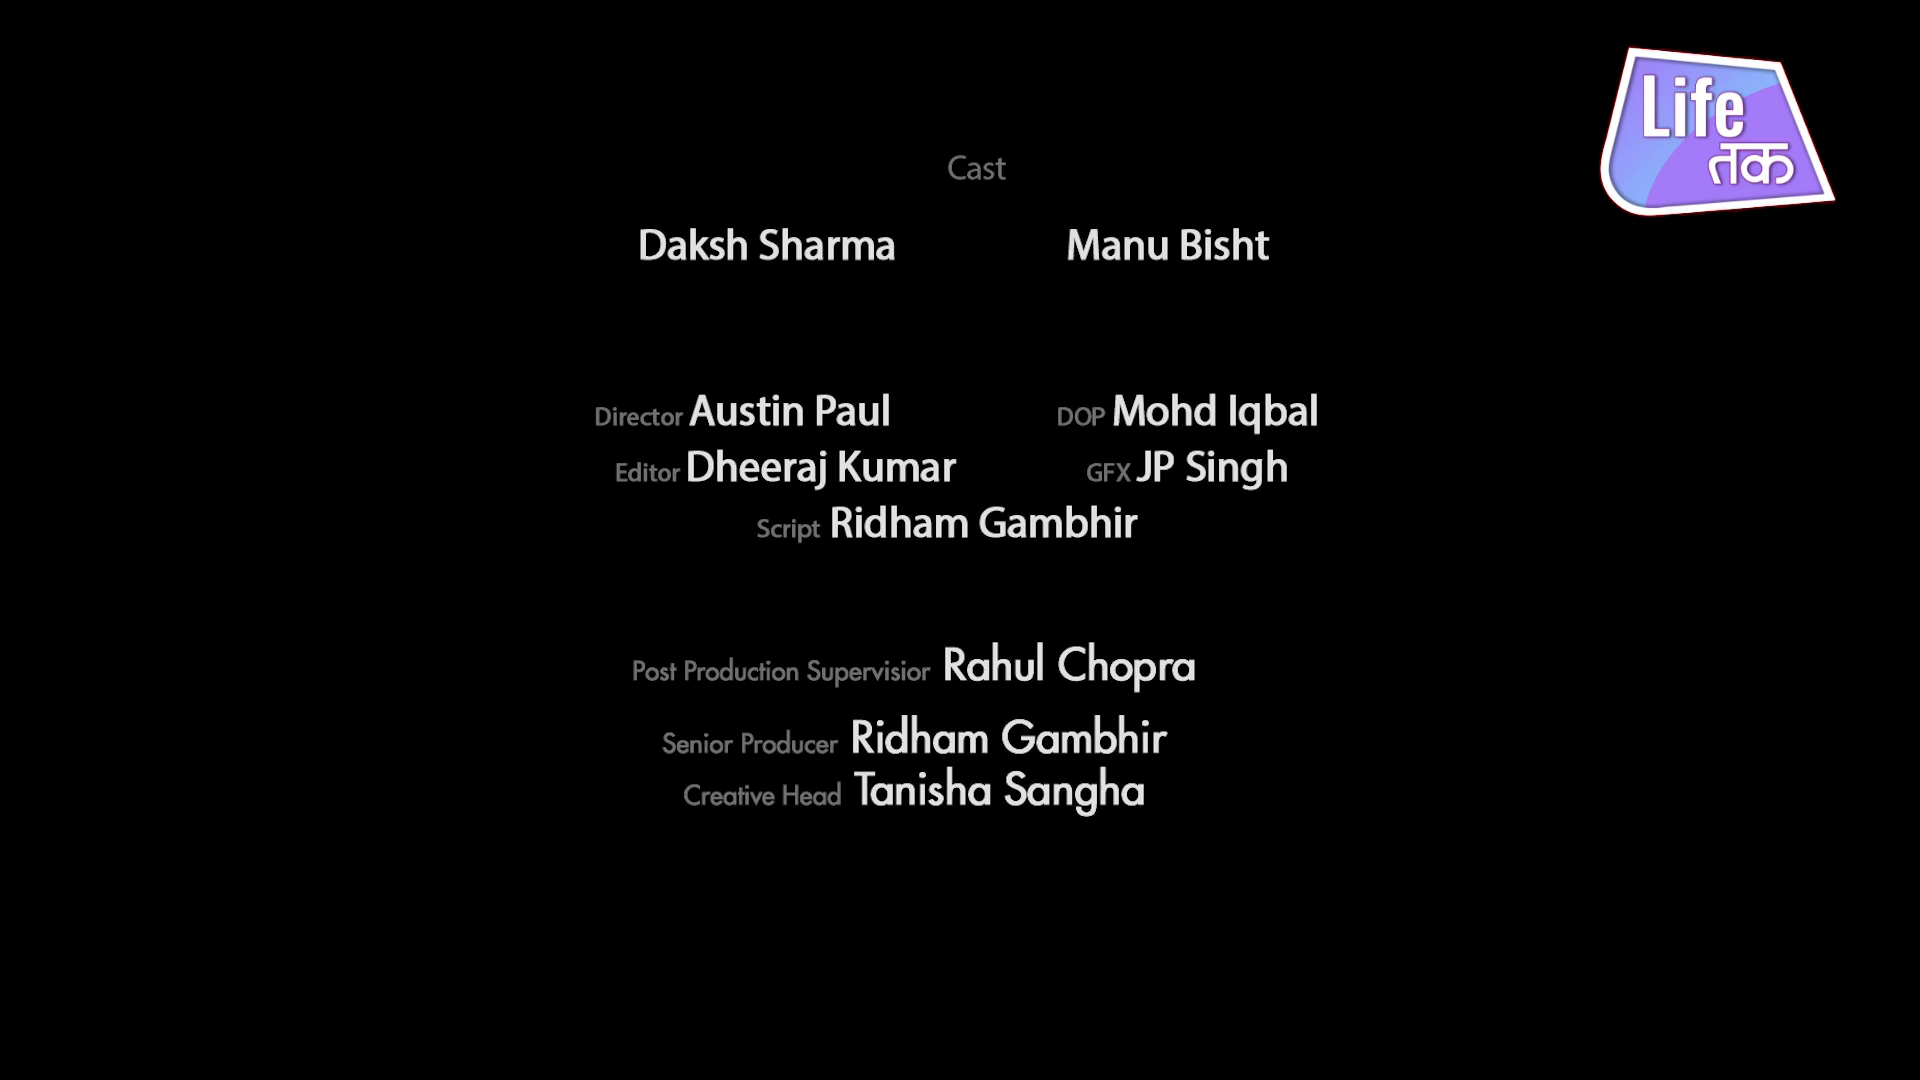 Life
तक
Cast
Daksh Sharma Manu Bisht
Director Austin Paul DOP Mohd Iqbal
Editor Dheeraj Kumar GFX JP Singh
Script Ridham Gambhir
Post Production Supervisior Rahul Chopra
Senior Producer Ridham Gambhir
Creative Head Tanisha Sangha